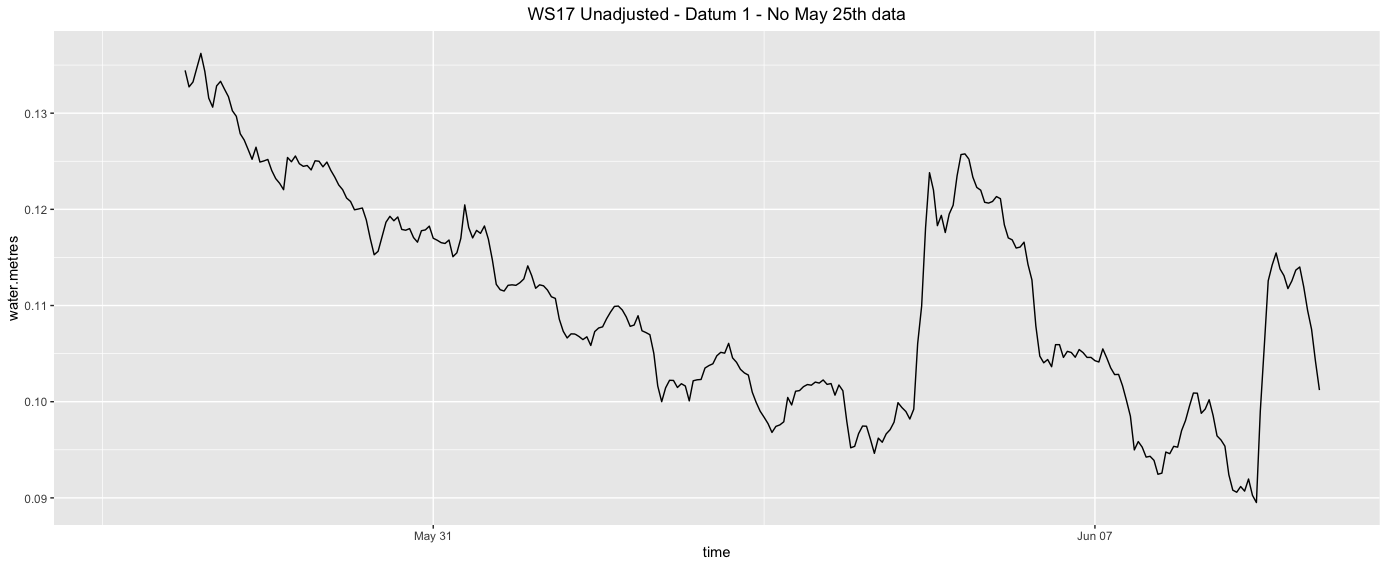 WS17 Unadjusted - Datum 1 - No May 25th data
water.metres
0.13
0.12
0.11
0.10
0.09
May 31
Jun 07
time